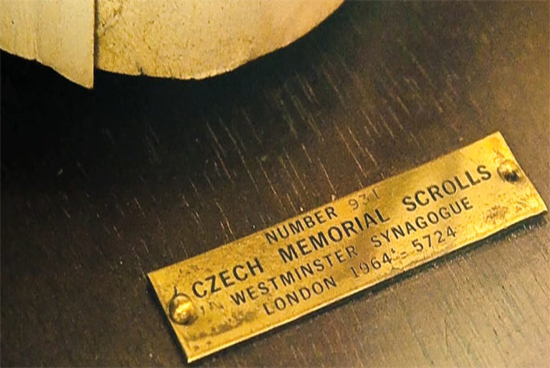 NUMBER 931
CZECH MEMORIAL SCROLLS
WESTMINSTER SYNAGOGUE
LONDON 1964 - 5724